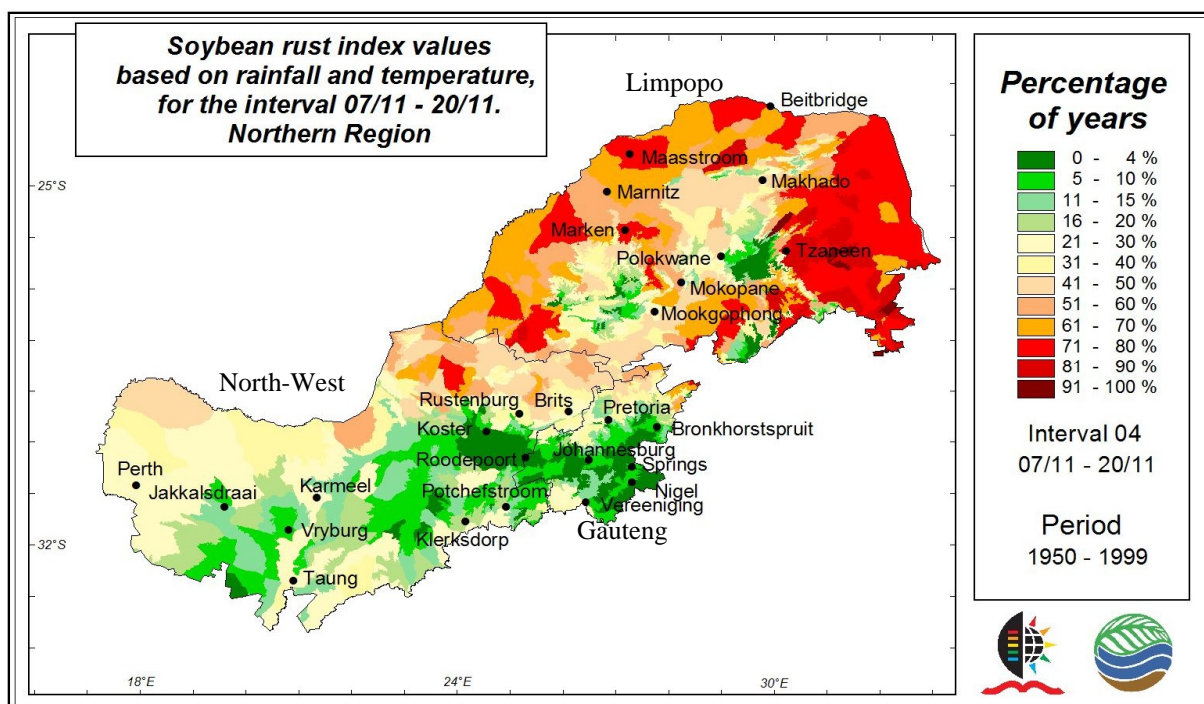 Soybean rust index values
based on rainfall and temperature,
for the interval 07/11 - 20/11.
Northern Region
Limpopo
Beitbridge
Maasstroom
25°S
Makhado
Marnitz
Marken
Tzaneen
Polokwane
Mokopane
Mookgophong
North-West
Rustenburg
Brits
Pretoria
Koster
Bronkhorstspruit
Johannesburg
Roodepoort
Springs
Perth
Karmeel
Jakkalsdraai
Potchefstroom
Nigel
Vereeniging
Vryburg
Gauteng
Klerksdorp
32°S
Taung
18°E
24°E
30°E
Percentage
of years
0 - 4 %
5 - 10 %
11 - 15 %
16 - 20 %
21 - 30 %
31 - 40 %
41 - 50 %
51 - 60 %
61 - 70 %
71 - 80 %
81 - 90 %
91 - 100 %
Interval 04
07/11 - 20/11
Period
1950 - 1999